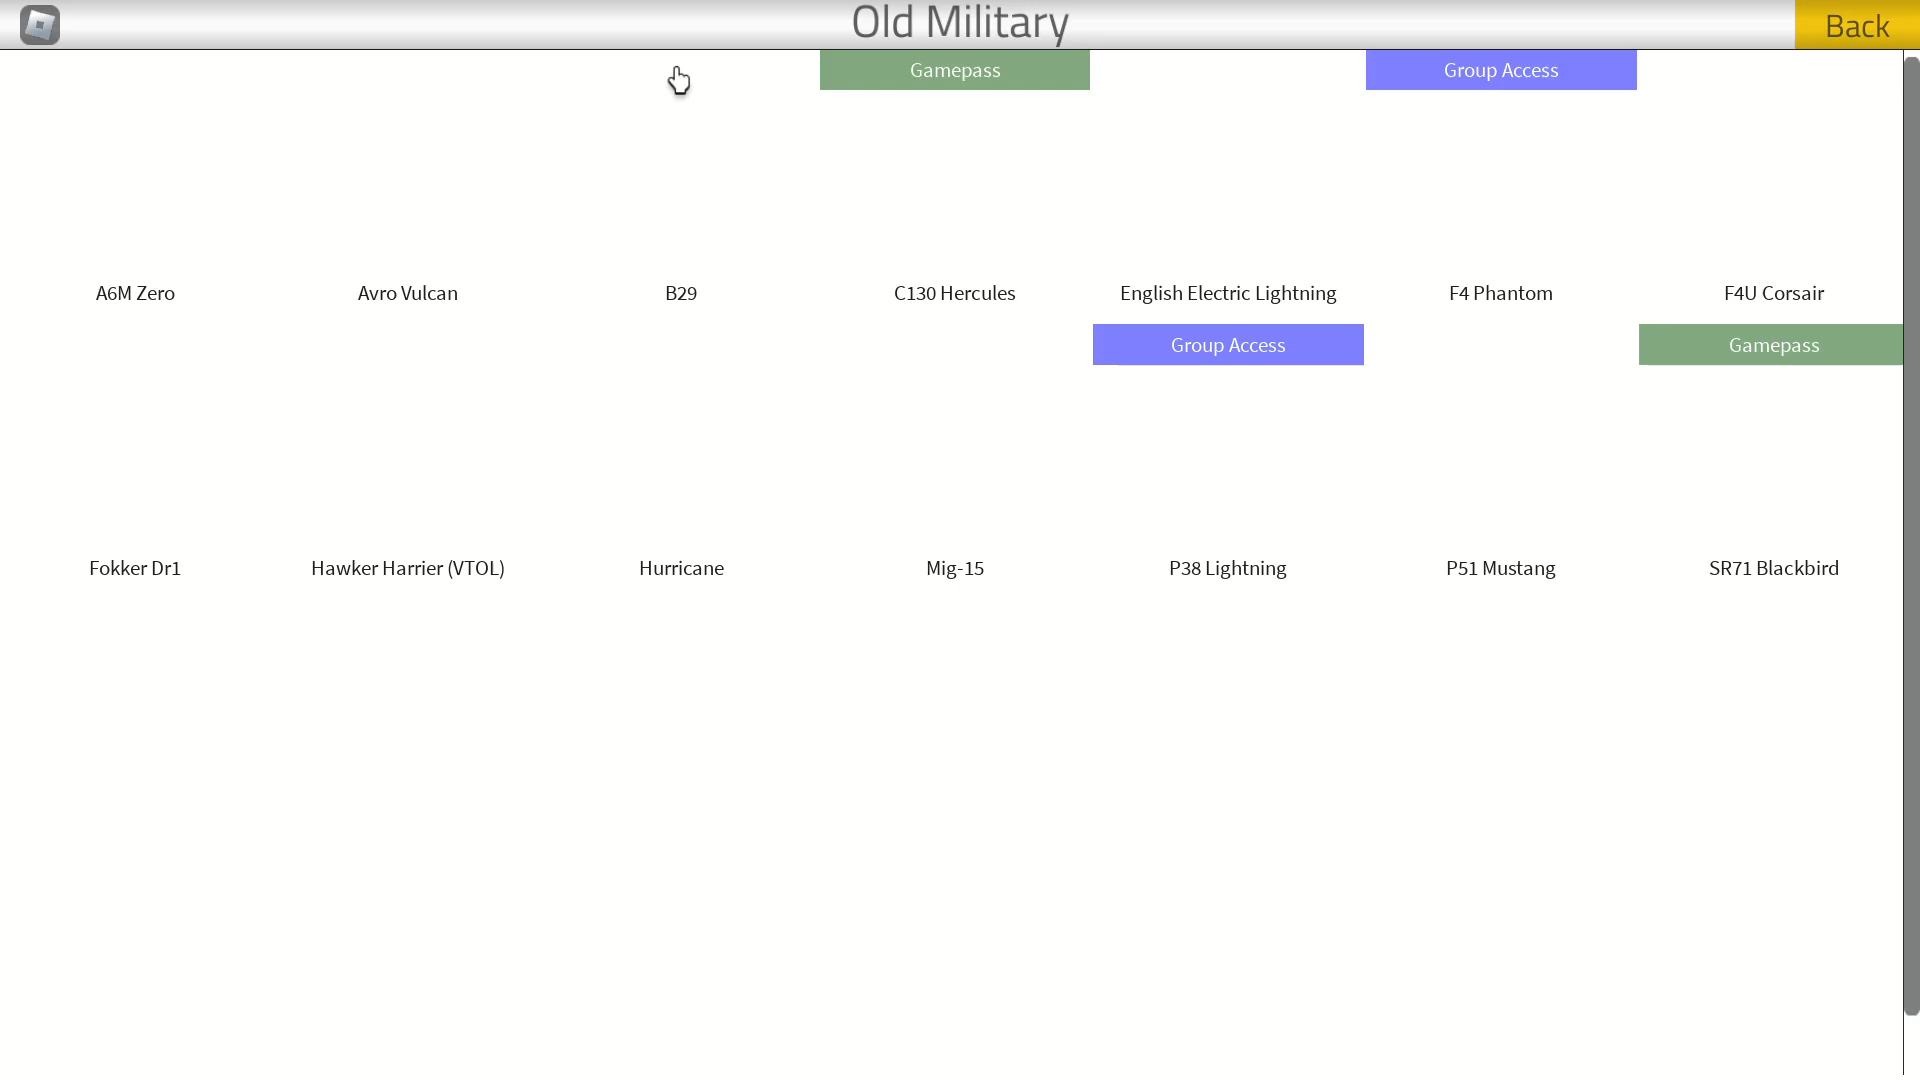 Old Military
Back
Gamepass
Group Access
A6M Zero
Avro Vulcan
B29
C130 Hercules
English Electric Lightning
F4 Phantom
F4U Corsair
Group Access
Gamepass
Fokker Dr1
Hawker Harrier (VTOL)
Hurricane
Mig-15
P38 Lightning
P51 Mustang
SR71 Blackbird